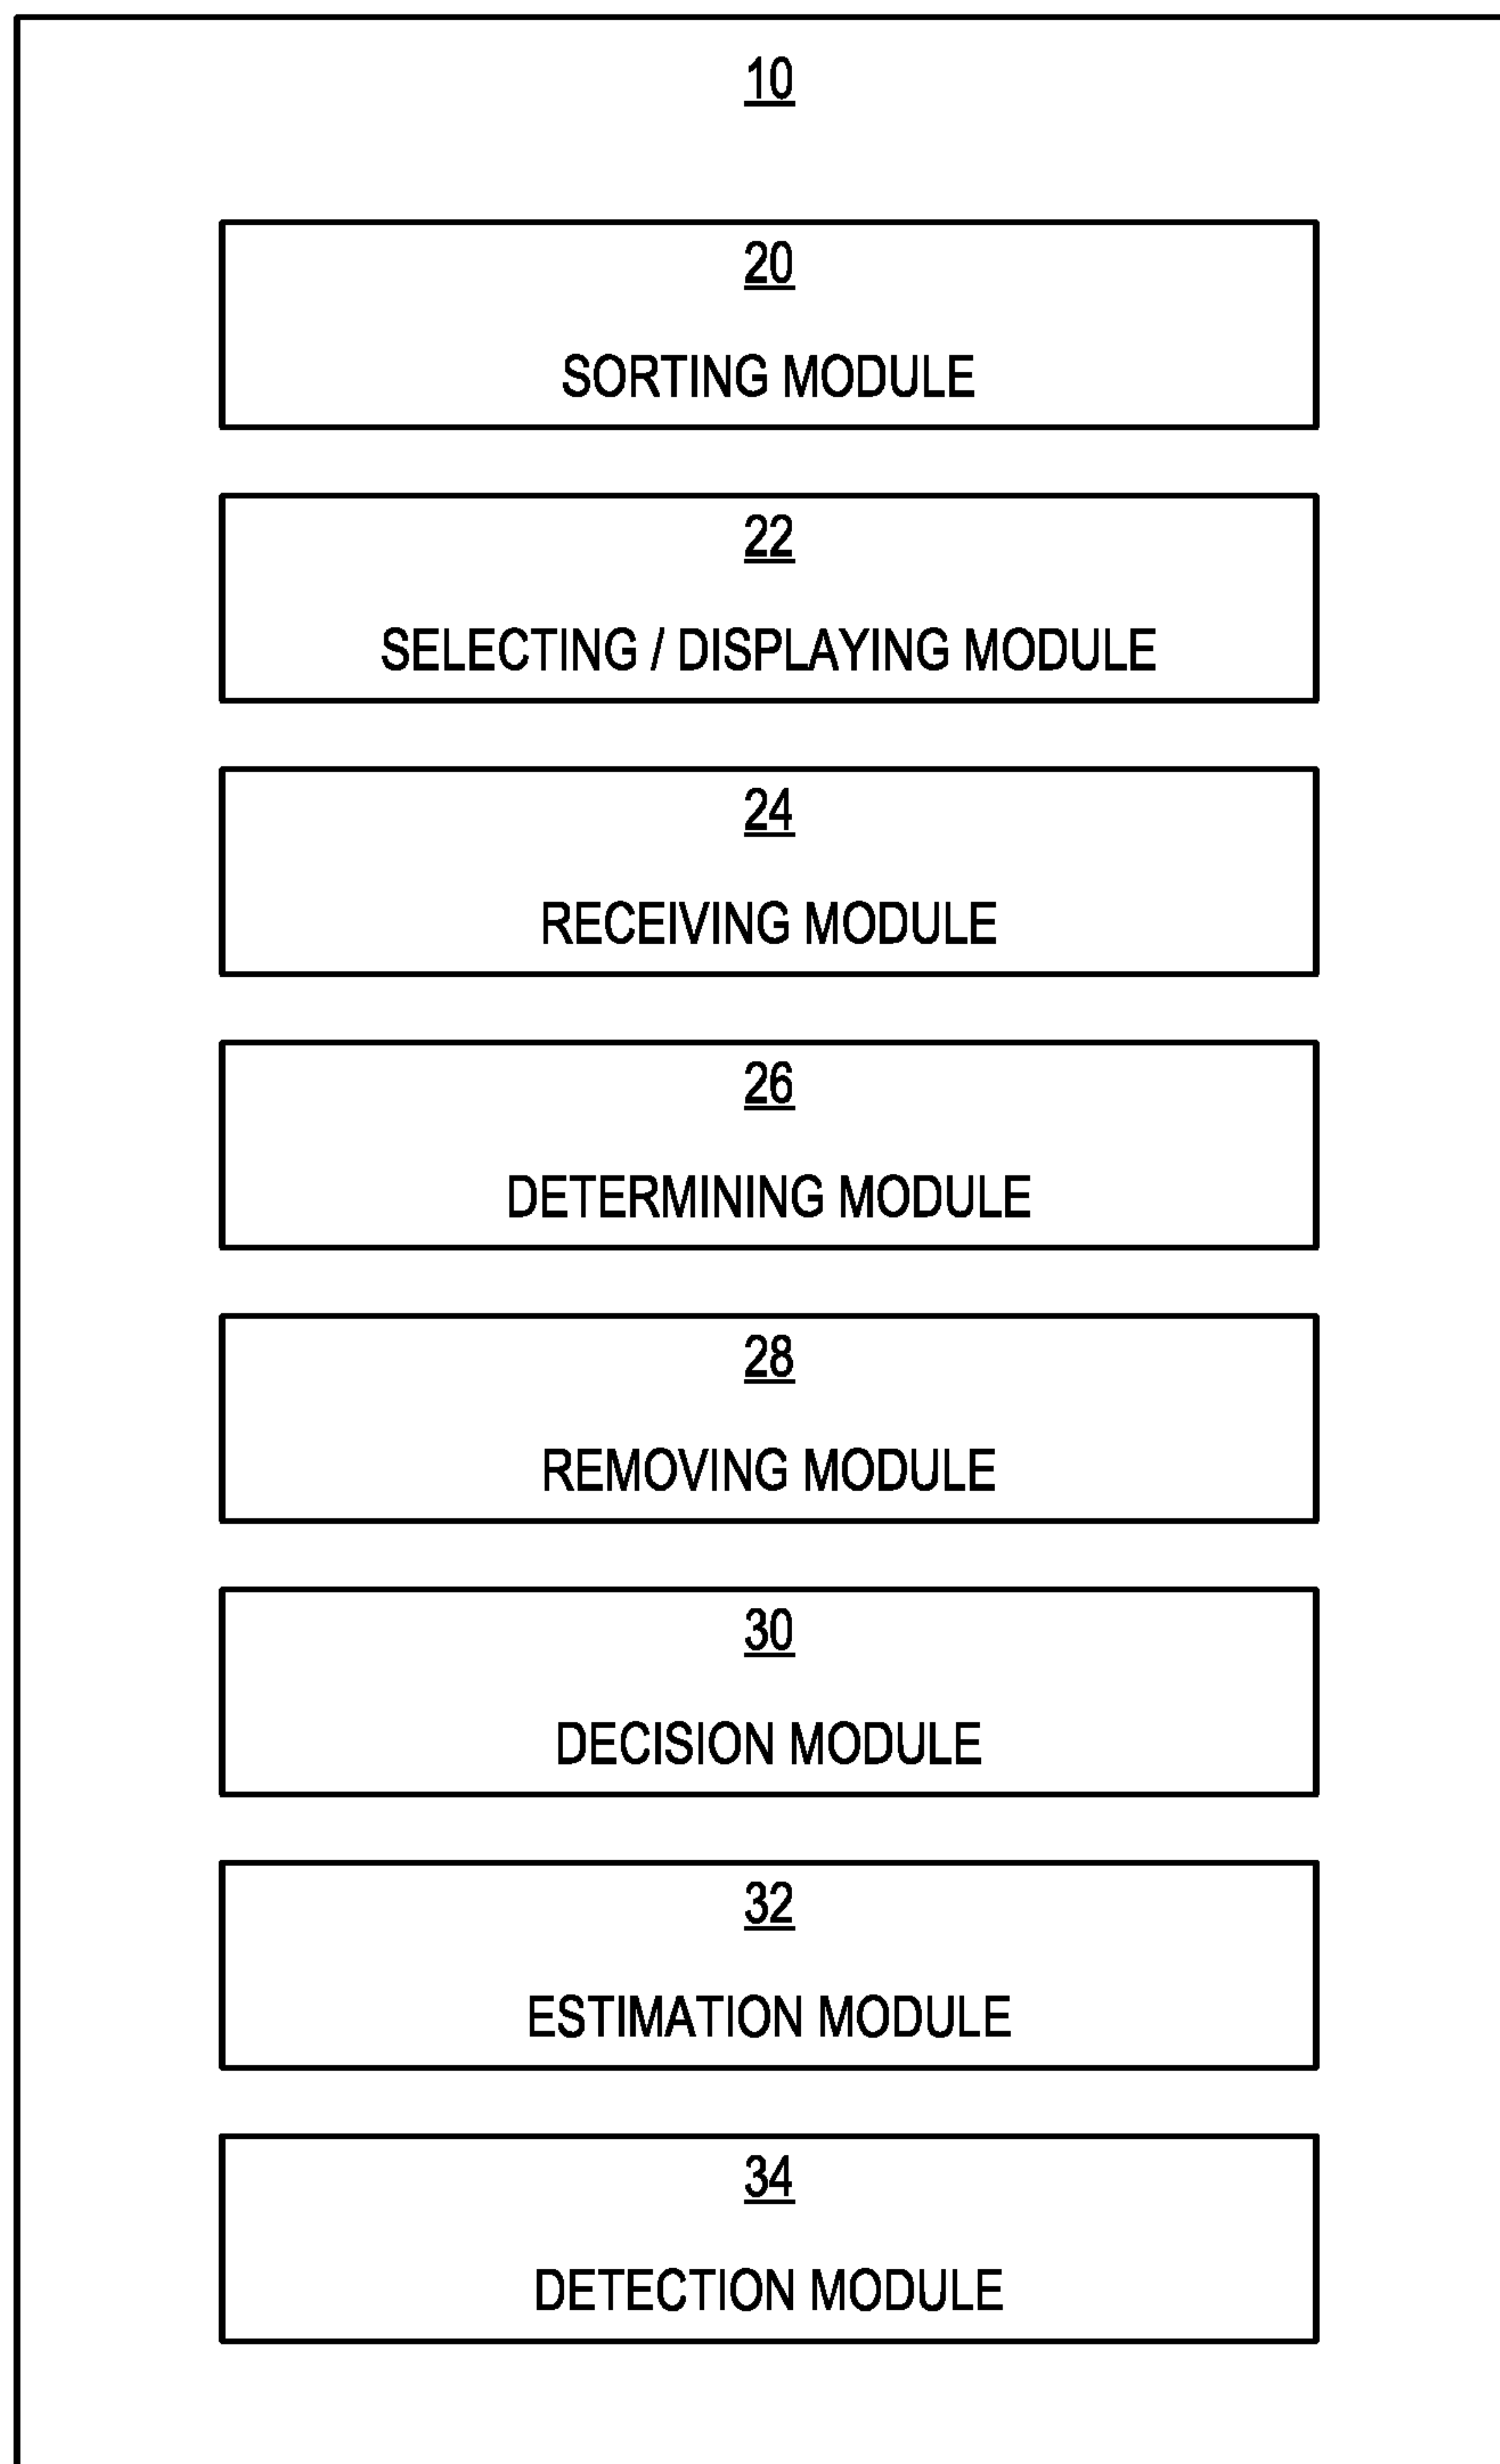 10
20
SORTING MODULE
22
SELECTING / DISPLAYING MODULE
24
RECEIVING MODULE
26
DETERMINING MODULE
28
REMOVING MODULE
30
DECISION MODULE
32
ESTIMATION MODULE
34
DETECTION MODULE